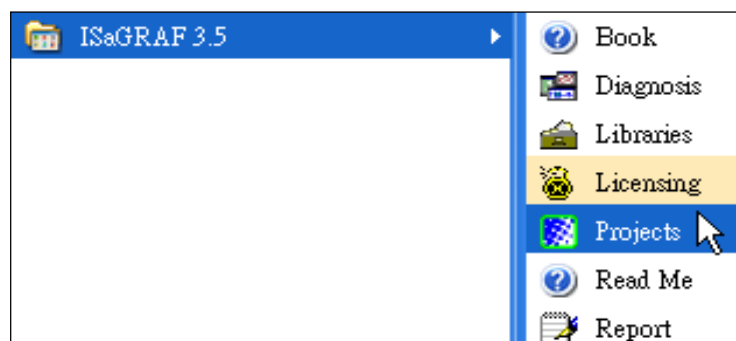 ISaGRAF 3.5
Book
Diagnosis
Libraries
Licensing
Projects
Read Me
Report